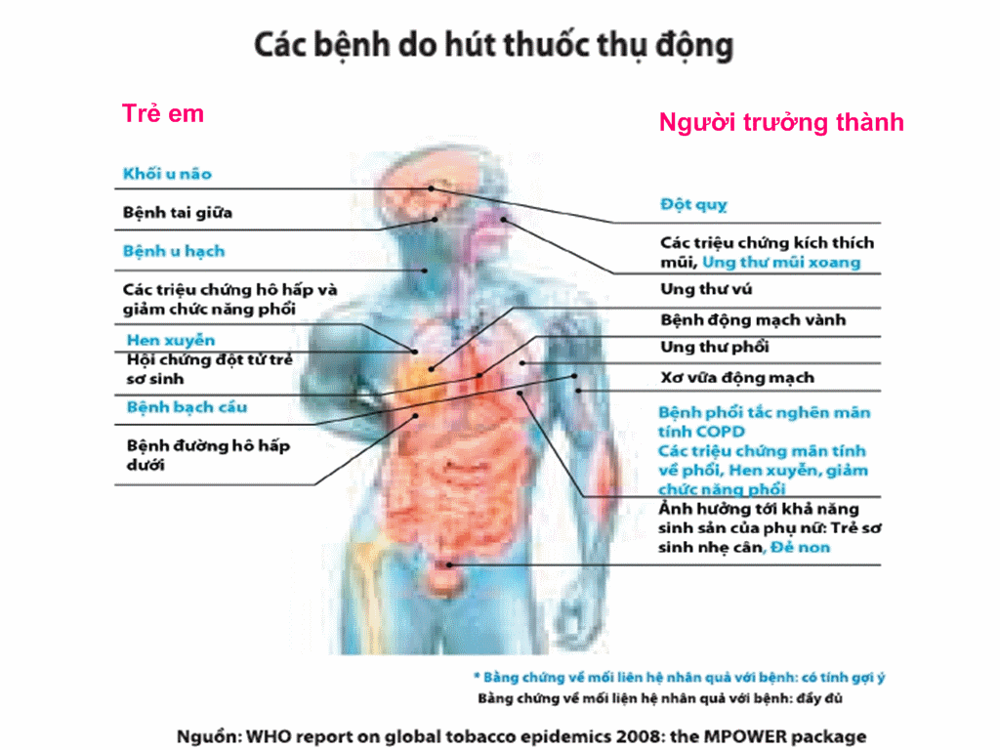 Các bệnh do hút thuốc thụ động
Trẻ em
Khối u não
Bệnh tai giữa
Bệnh u hạch
Các triệu chứng hô hấp và
giảm chức năng phổi
Hen xuyễn
Hội chứng đột tử trẻ
sơ sinh
Bệnh bạch cầu
Bệnh đường hô hấp
dưới
Người trưởng thành
Đột quỵ
Các triệu chứng kích thích
mũi, Ung thư mũi xoang
Ung thư vú
Bệnh động mạch vành
Ung thư phổi
Xơ vữa động mạch
Bệnh phổi tắc nghẽn mãn
tính COPD
Các triệu chứng mãn tính
về phổi, Hen xuyễn, giảm
chức năng phổi
Ảnh hưởng tới khả năng
sinh sản của phụ nữ: Trẻ sơ
sinh nhẹ cân, Đẻ non
* Bằng chứng về mối liên hệ nhân quả với bệnh: có tính gợi ý
Bằng chứng về mối liên hệ nhân quả với bệnh: đầy đủ
Nguồn: WHO report on global tobacco epidemics 2008: the MPOWER package